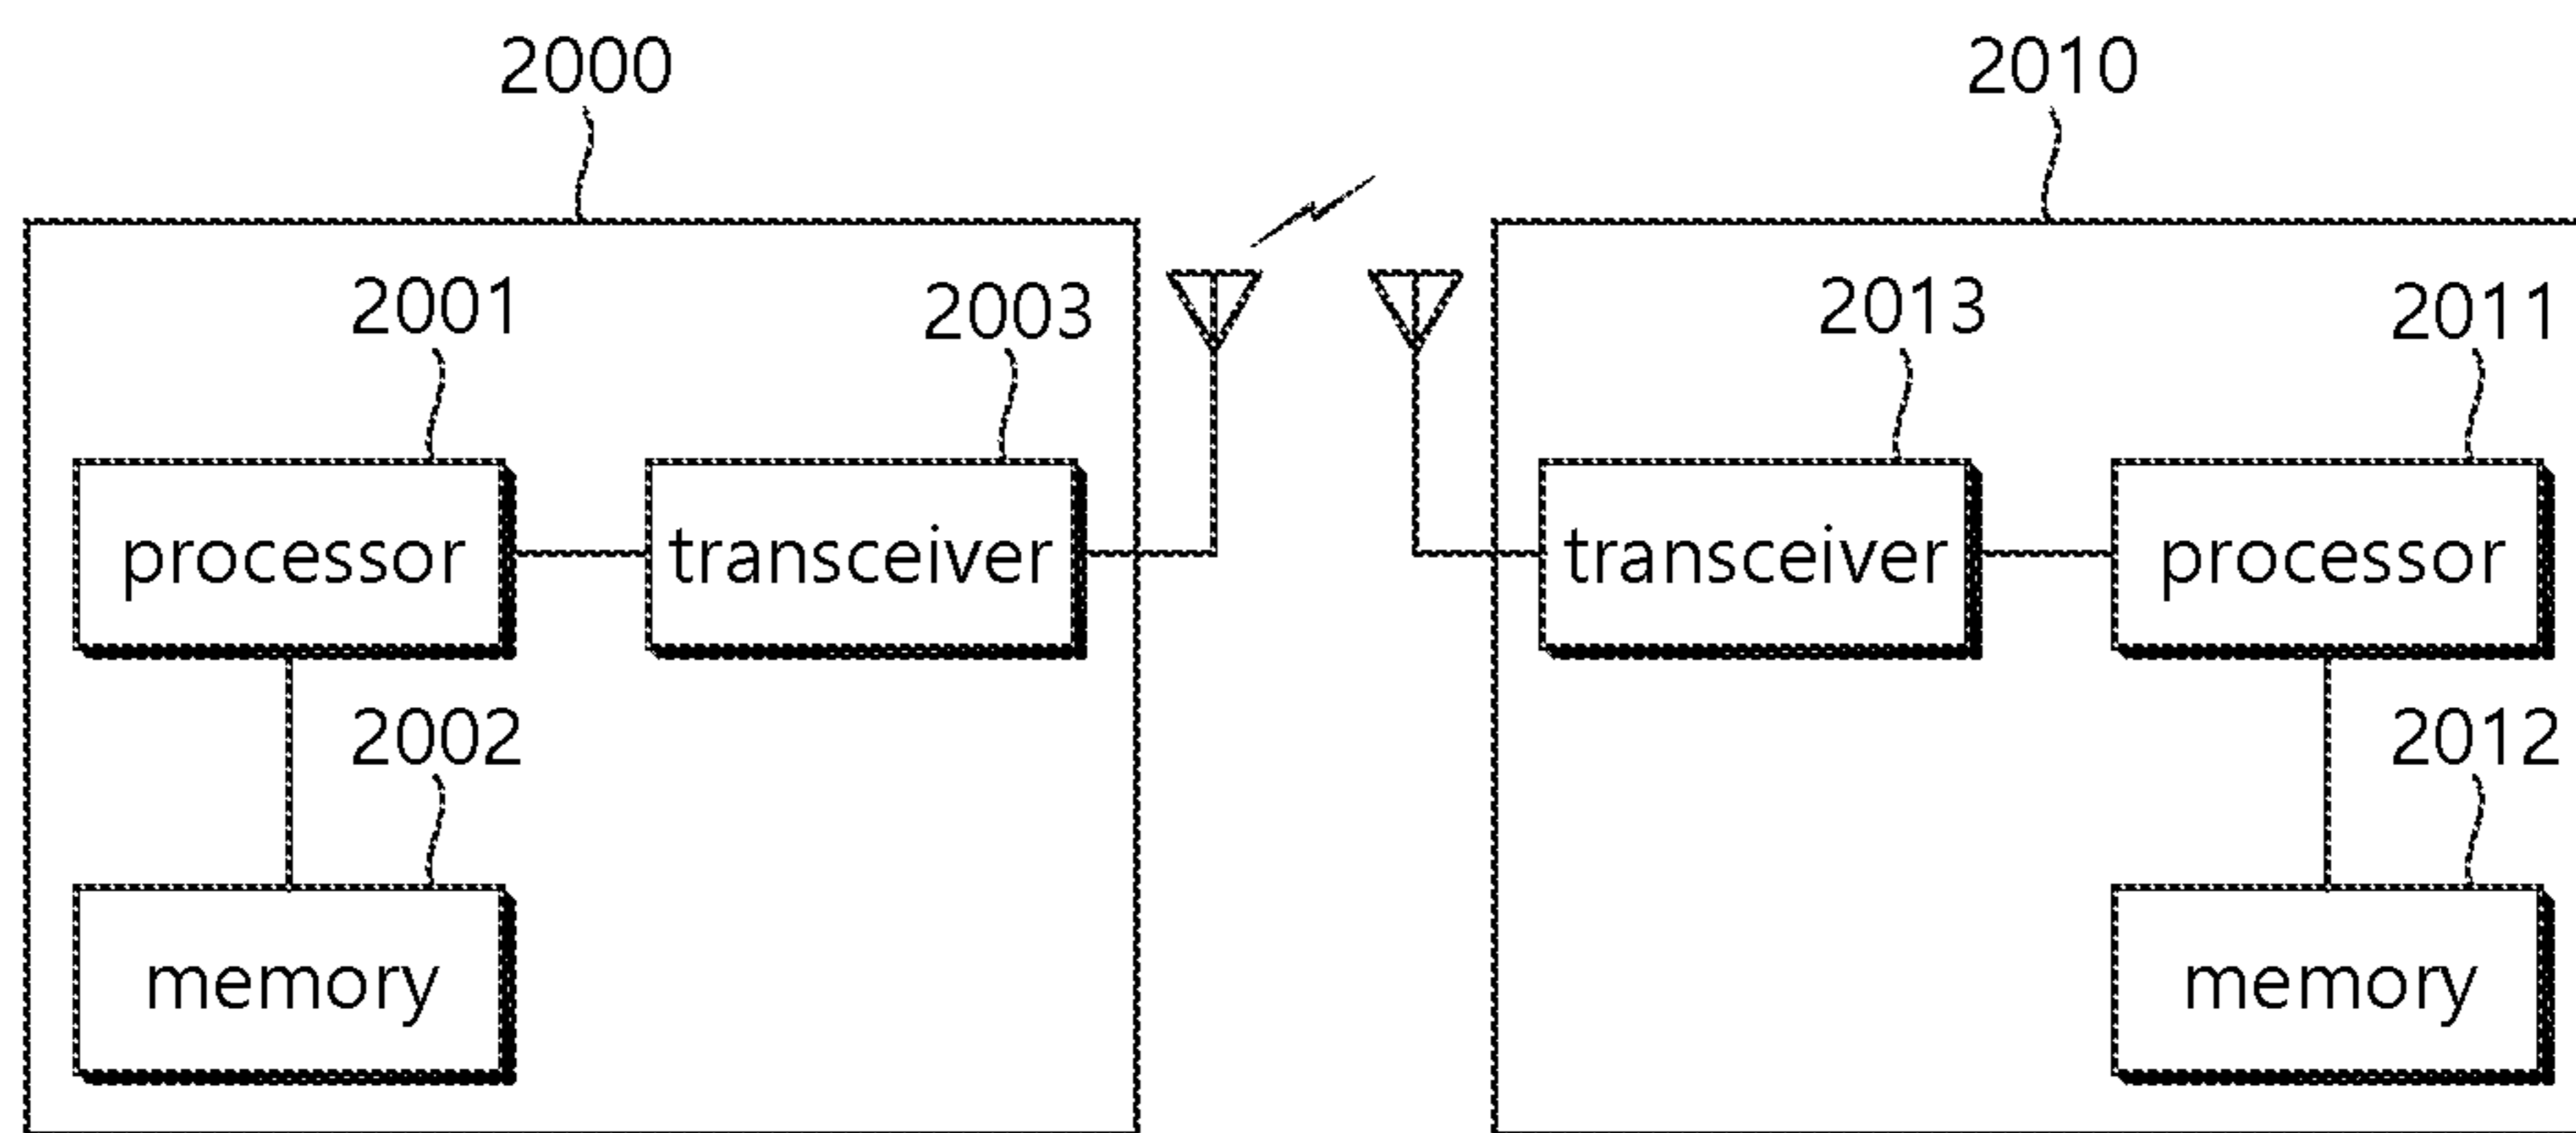 2000 2010
2001 2003 2013 2011
processor transceiver transceiver processor
2002 2012
memory memory